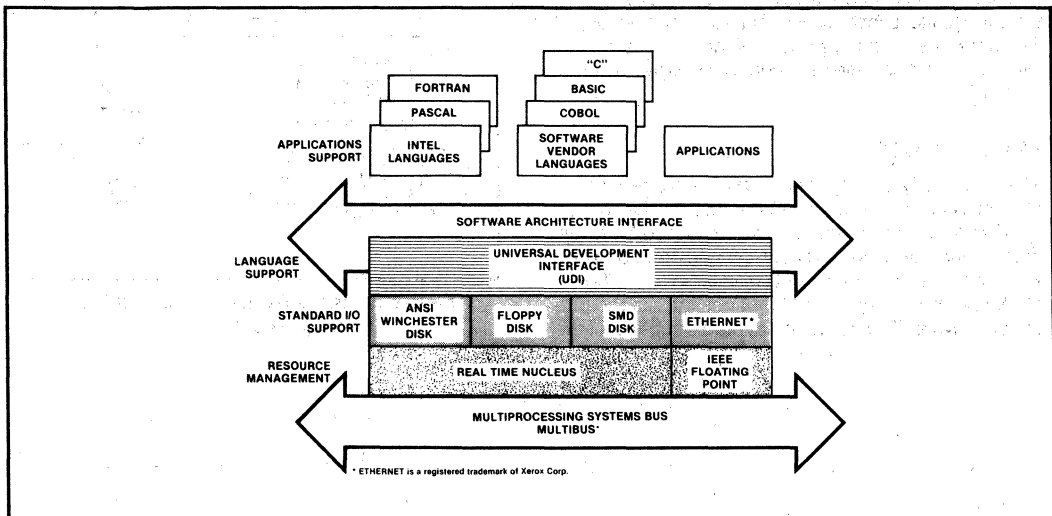 "C"
FORTRAN
BASIC
PASCAL
COBOL
APPLICATIONS
SUPPORT
INTEL
LANGUAGES
SOFTWARE
VENDOR
LANGUAGES
APPLICATIONS
SOFTWARE ARCHITECTURE INTERFACE
LANGUAGE
SUPPORT
UNIVERSAL DEVELOPMENT
INTERFACE
(UDI)
STANDARD I/O
SUPPORT
ANSI
WINCHESTER
DISK
FLOPPY
DISK
SMD
DISK
ETHERNET*
RESOURCE
MANAGEMENT
REAL TIME NUCLEUS
IEEE
FLOATING
POINT
MULTIPROCESSING SYSTEMS BUS
MULTIBUS*
* ETHERNET is a registered trademark of Xerox Corp.